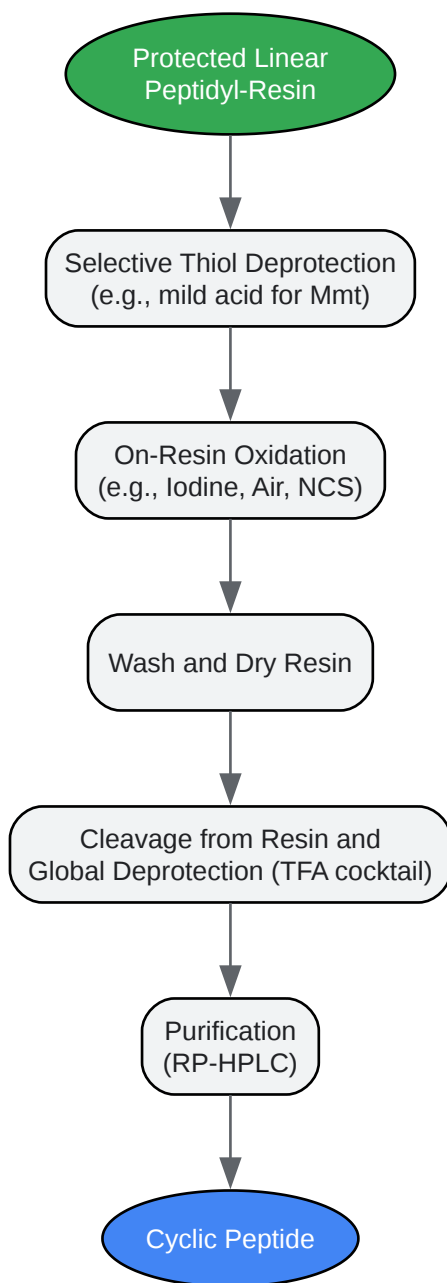 Protected Linear
Peptidyl-Resin
Selective Thiol Deprotection
(e.g., mild acid for Mmt)
On-Resin Oxidation
(e.g., Iodine, Air, NCS)
Wash and Dry Resin
Cleavage from Resin and
Global Deprotection (TFA cocktail)
Purification
(RP-HPLC)
Cyclic Peptide